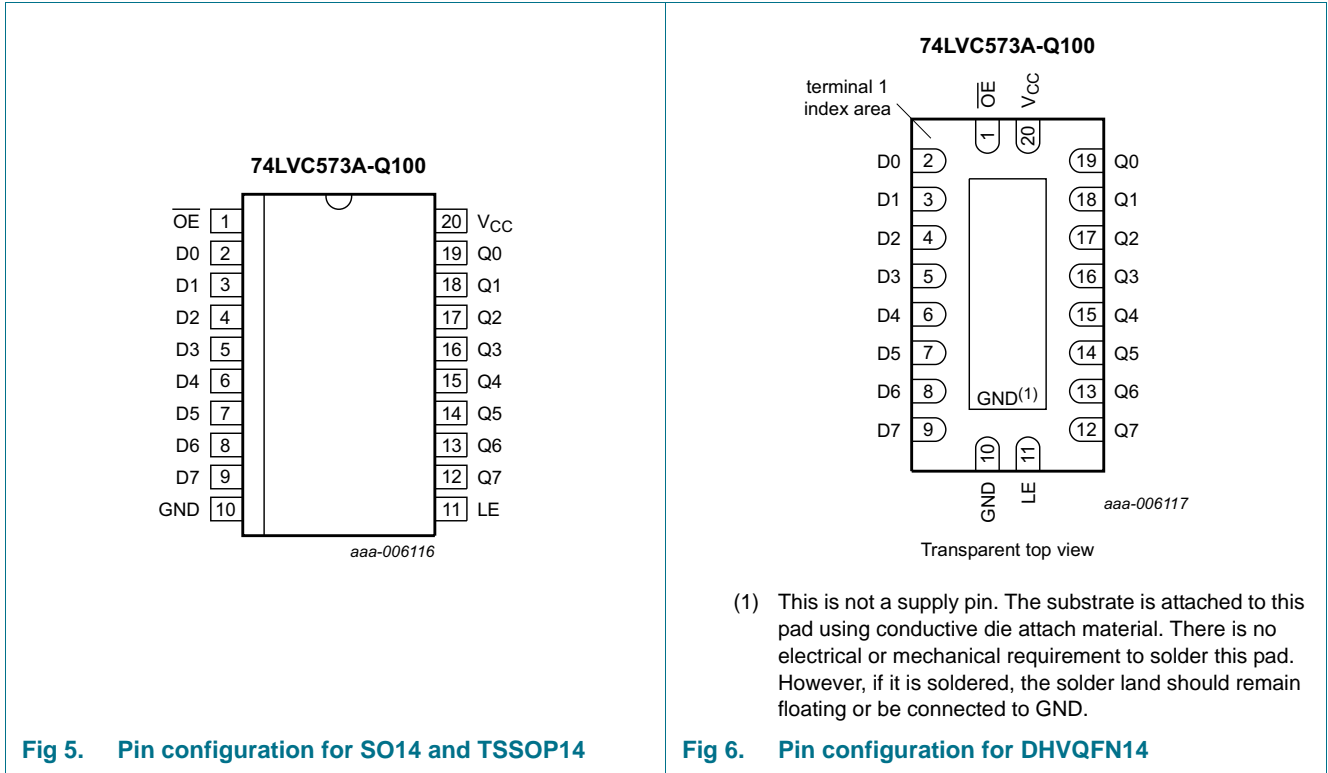 74LVC573A-Q100
OE 1
20 VCC
D0 2
19 Q0
D1 3
18 Q1
D2 4
17 Q2
D3 5
16 Q3
D4 6
15 Q4
D5 7
14 Q5
D6 8
13 Q6
D7 9
12 Q7
GND 10
11 LE
aaa-006116
Fig 5. Pin configuration for SO14 and TSSOP14
74LVC573A-Q100
terminal 1
index area
OE
VCC
1
20
D0 2
19 Q0
D1 3
18 Q1
D2 4
17 Q2
D3 5
16 Q3
D4 6
15 Q4
D5 7
14 Q5
D6 8
GND(1)
13 Q6
D7 9
12 Q7
10
11
GND
LE
aaa-006117
Transparent top view
(1) This is not a supply pin. The substrate is attached to this
pad using conductive die attach material. There is no
electrical or mechanical requirement to solder this pad.
However, if it is soldered, the solder land should remain
floating or be connected to GND.
Fig 6. Pin configuration for DHVQFN14